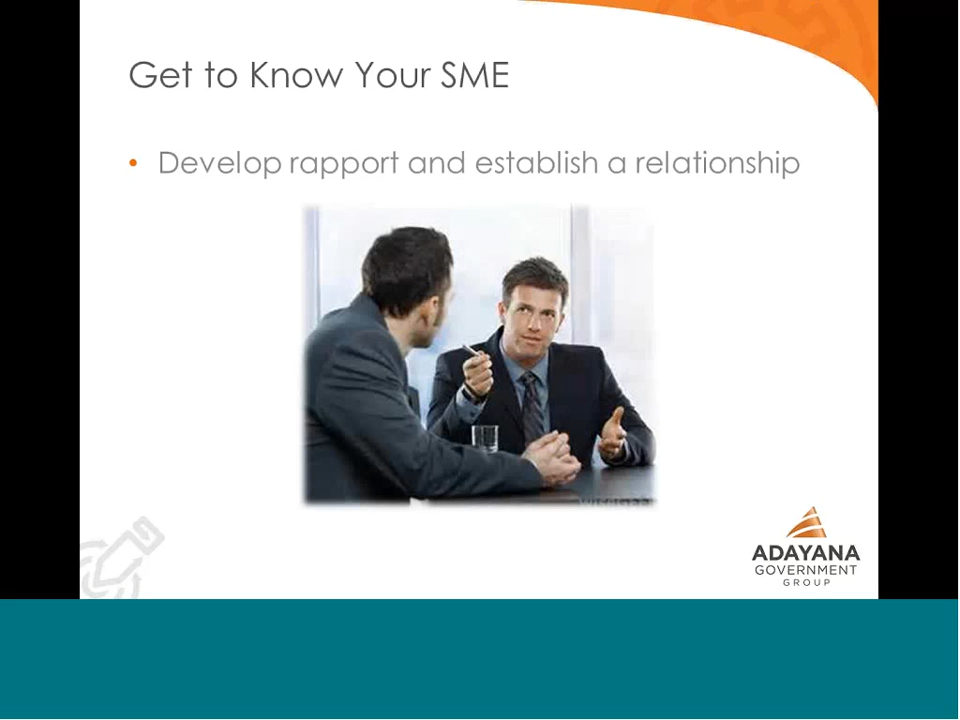 Get to Know Your SME
• Develop rapport and establish a relationship
ADAYANA
GOVERNMENT
GROUP